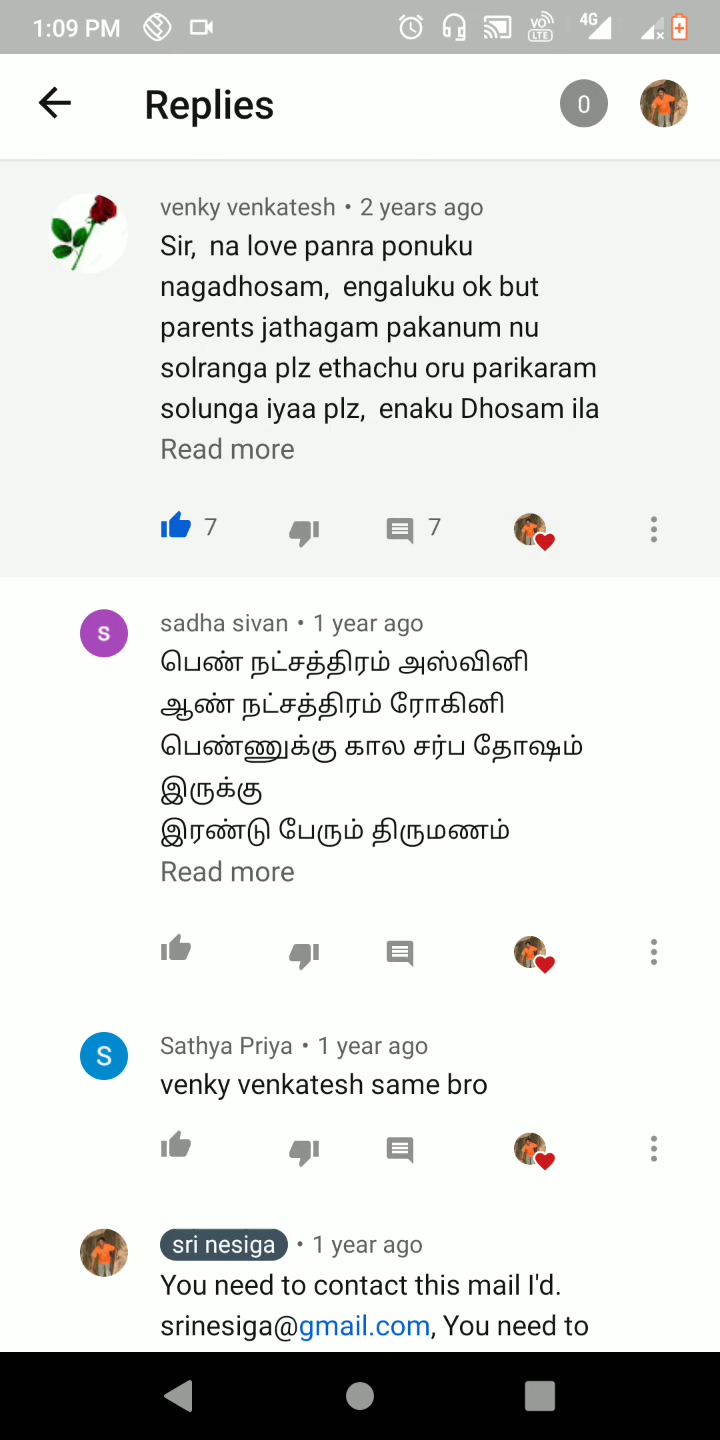 1:09 PM
VO
LTE
4G
Replies
0
venky venkatesh • 2 years ago
Sir, na love panra ponuku
nagadhosam, engaluku ok but
parents jathagam pakanum nu
solranga plz ethachu oru parikaram
solunga iyaa plz, enaku Dhosam ila
Read more
7
7
S
sadha sivan • 1 year ago
பெண் நட்சத்திரம் அஸ்வினி
ஆண் நட்சத்திரம் ரோகினி
பெண்ணுக்கு கால சர்ப தோஷம்
இருக்கு
இரண்டு பேரும் திருமணம்
Read more
S
Sathya Priya • 1 year ago
venky venkatesh same bro
sri nesiga • 1 year ago
You need to contact this mail I'd.
srinesiga@gmail.com, You need to